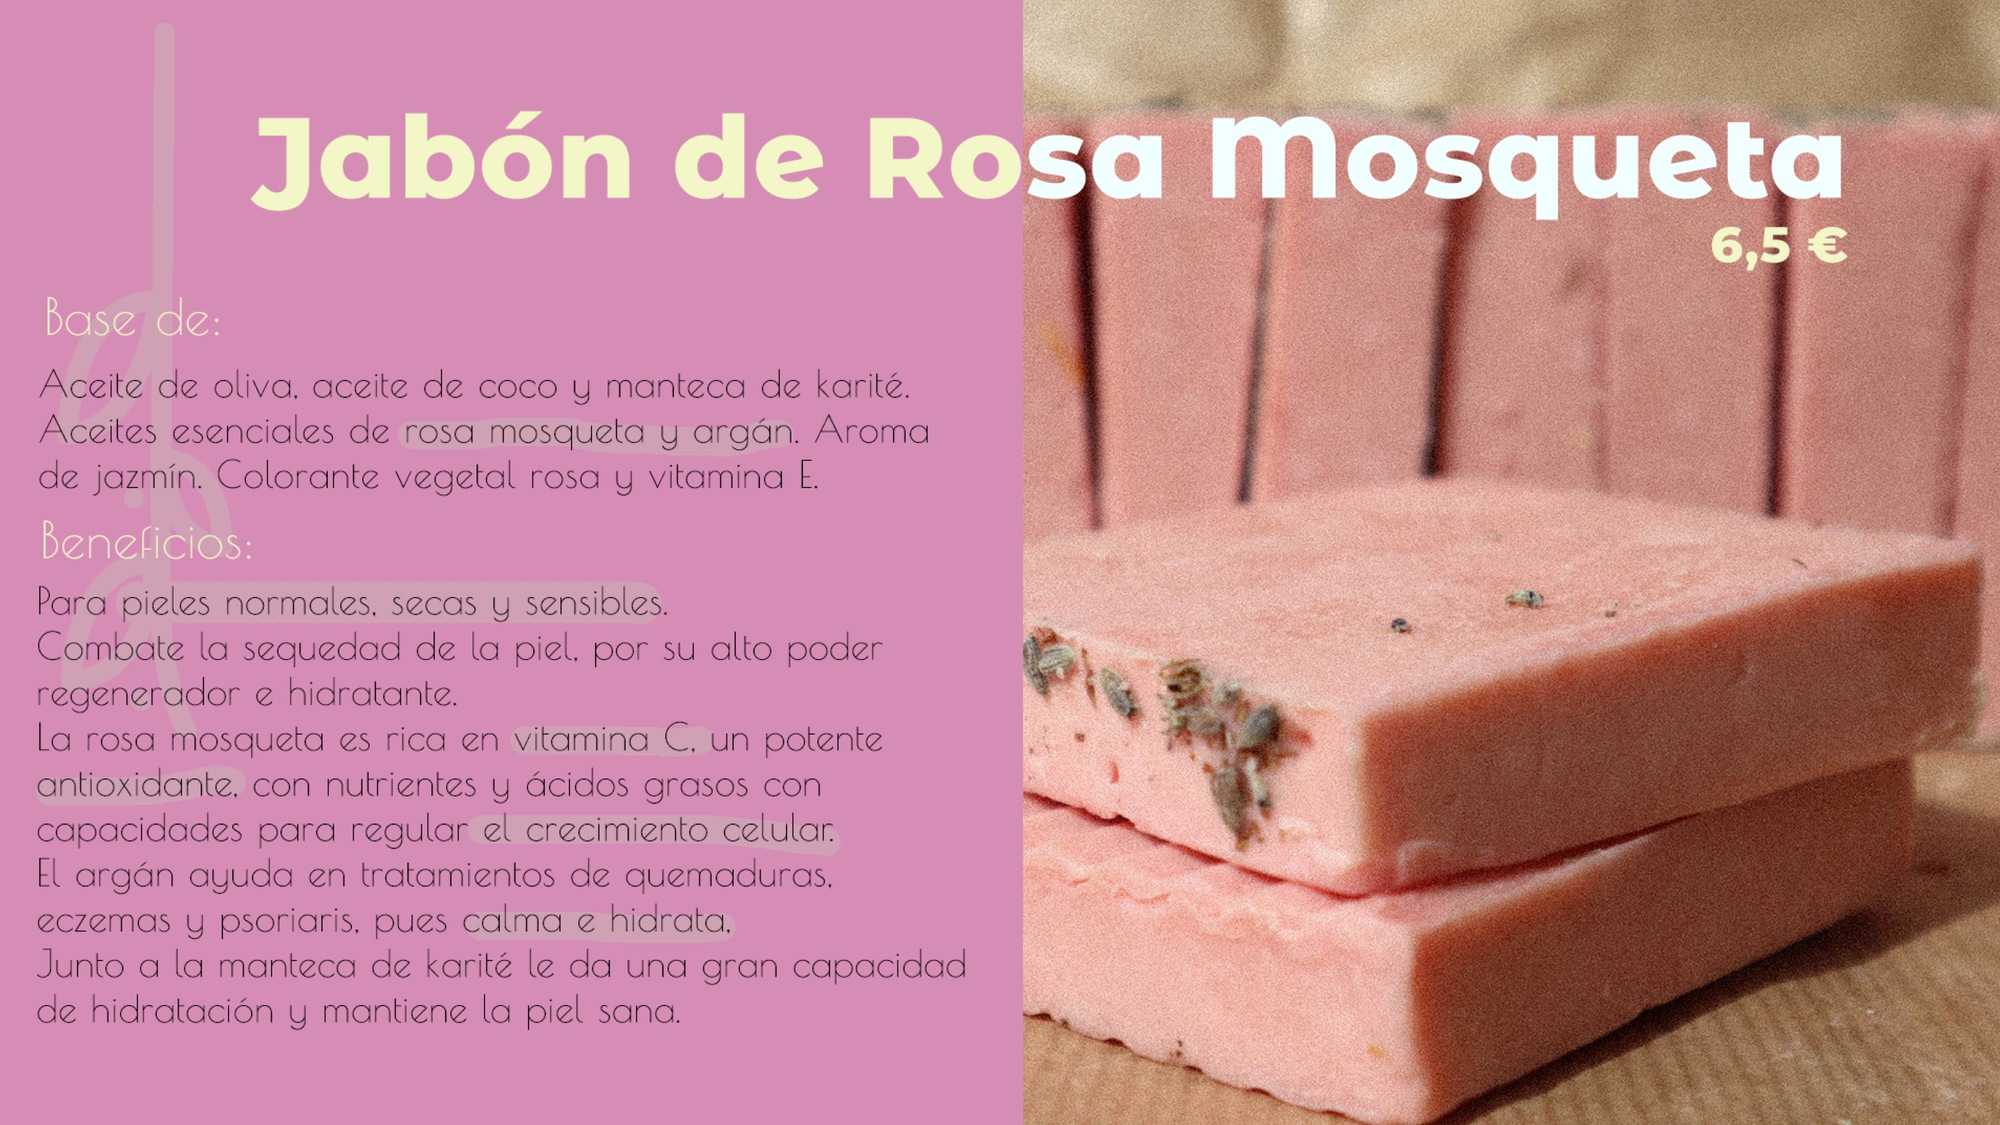 Jabón de Rosa Mosqueta
6,5 €
Base de:
Aceite de oliva, aceite de coco y manteca de karité.
Aceites esenciales de rosa mosqueta y argán. Aroma
de jazmín. Colorante vegetal rosa y vitamina E.
Beneficios:
Para pieles normales, secas y sensibles.
Combate la sequedad de la piel, por su alto poder
regenerador e hidratante.
La rosa mosqueta es rica en vitamina C, un potente
antioxidante, con nutrientes y ácidos grasos con
capacidades para regular el crecimiento celular.
El argán ayuda en tratamientos de quemaduras,
eczemas y psoriaris, pues calma e hidrata,
Junto a la manteca de karité le da una gran capacidad
de hidratación y mantiene la piel sana.